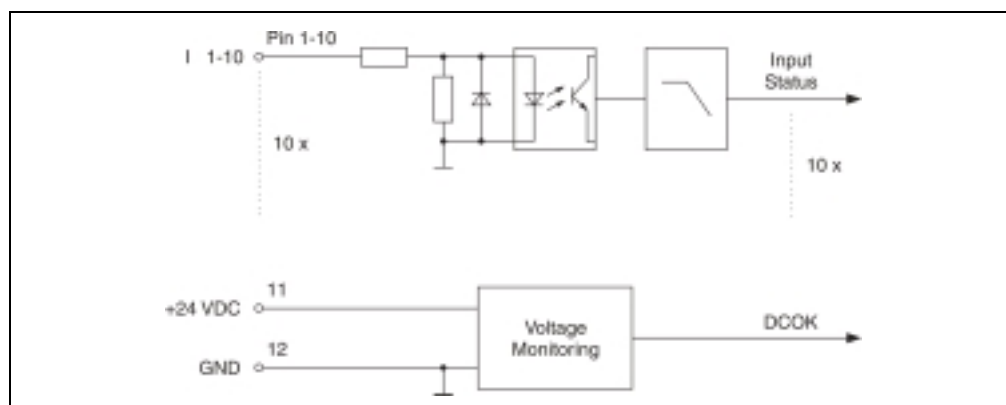 Pin 1-10
I 1-10
Input
Status
10 x
10 x
11
+24 VDC
Voltage
Monitoring
DCOK
12
GND